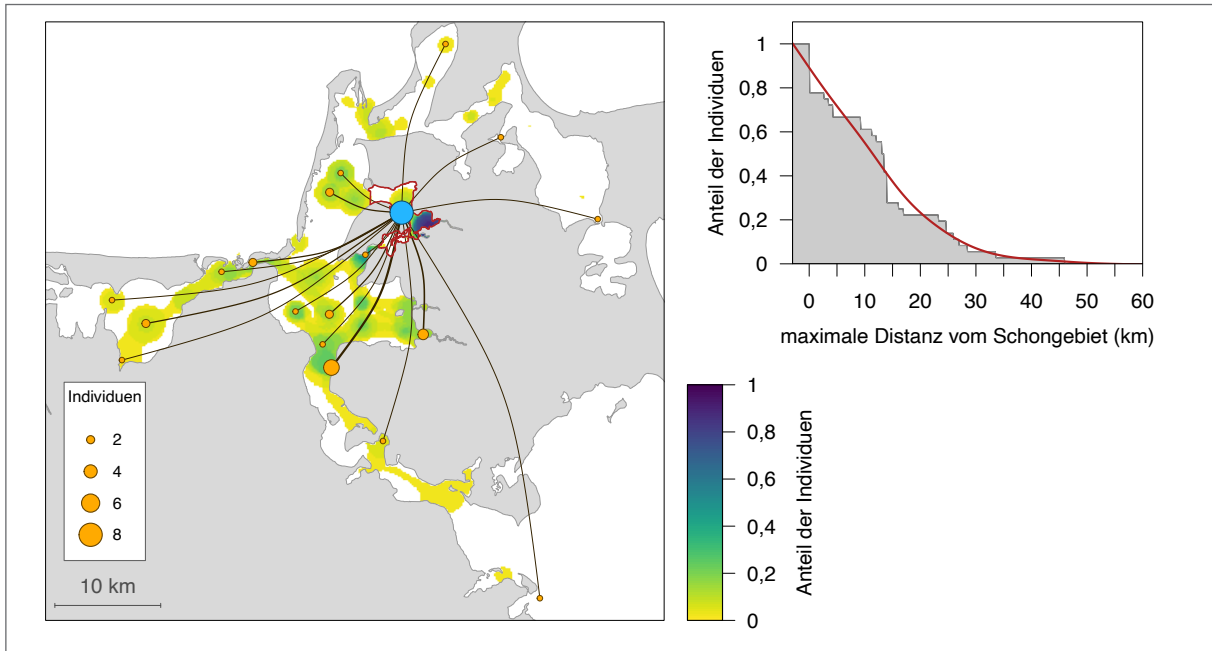 Individuen
2
4
6
8
10 km
Anteil der Individuen
1
0,8
0,6
0,4
0,2
0
0 10 20 30 40 50 60
maximale Distanz vom Schongebiet (km)
1
0,8
0,6
0,4
0,2
0
Anteil der Individuen